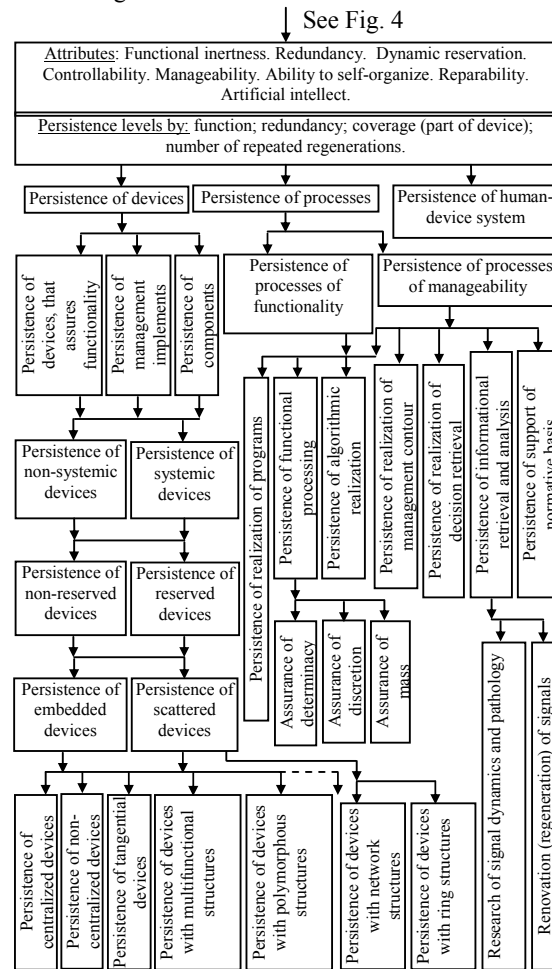 See Fig. 4
Attributes: Functional inertness. Redundancy. Dynamic reservation.
Controllability. Manageability. Ability to self-organize. Reparability.
Artificial intellect.
Persistence levels by: function; redundancy; coverage (part of device);
number of repeated regenerations.
Persistence of devices
Persistence of processes
Persistence of human-
device system
Persistence of
devices, that
assures
functionality
Persistence of
management
implements
Persistence of
components
Persistence of
processes of
functionality
Persistence of processes
of manageability
Persistence of
non-systemic
devices
Persistence of
systemic
devices
Persistence of realization of programs
Persistence of functional
processing
Persistence of algorithmic
realization
Persistence of realization of
management contour
Persistence of realization of
decision retrieval
Persistence of informational
retrieval and analysis
Persistence of support of
normative basis
Persistence of
non-reserved
devices
Persistence of
reserved
devices
Assurance of
determinacy
Assurance of
discretion
Assurance of
mass
Persistence of
embedded
devices
Persistence of
scattered
devices
Research of signal dynamics and pathology
Renovation (regeneration) of signals
Persistence of
centralized devices
Persistence of non-
centralized devices
Persistence of tangential
devices
Persistence of devices
with multifunctional
structures
Persistence of devices
with polymorphous
structures
Persistence of devices
with network
structures
Persistence of devices
with ring structures